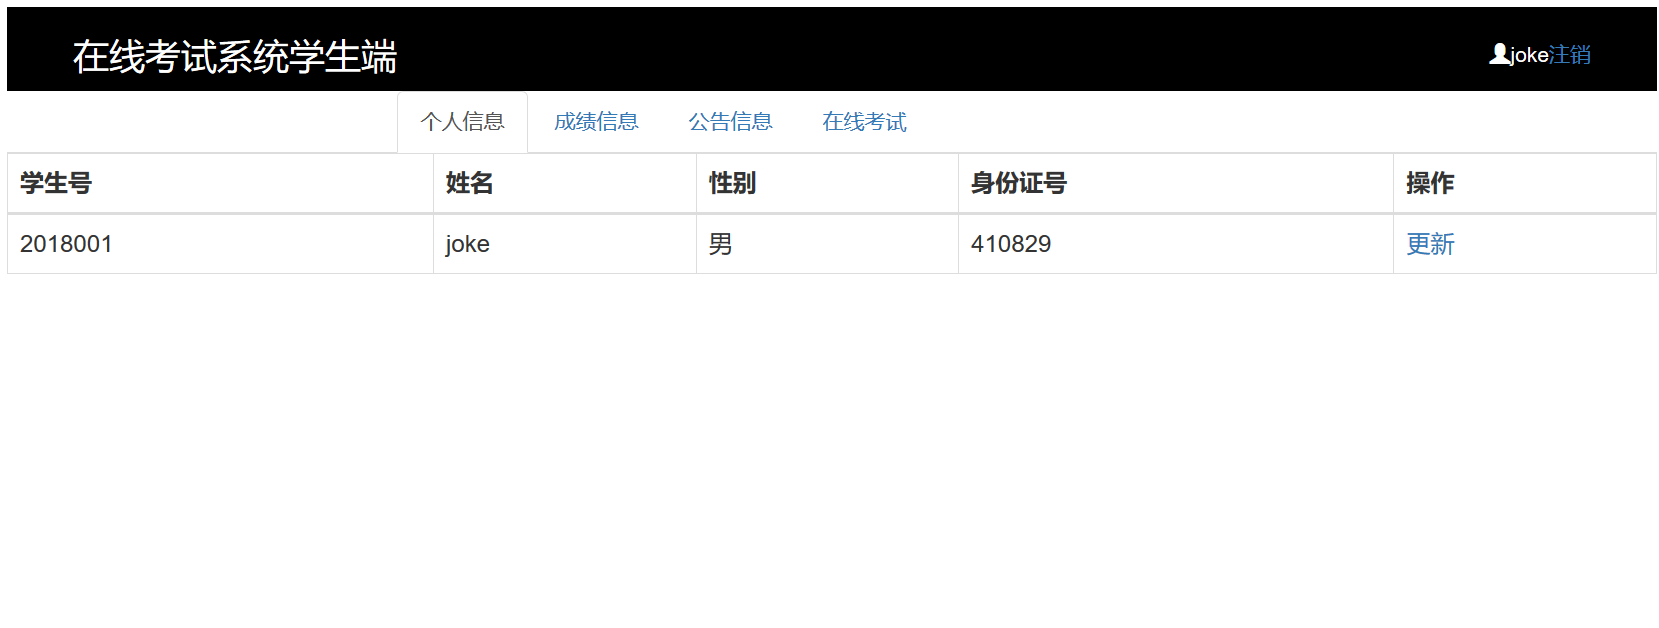 在线考试系统学生端 joke注销
个人信息 成绩信息 公告信息 在线考试
学生号 姓名 性别 身份证号 操作
2018001 joke 男 410829 更新